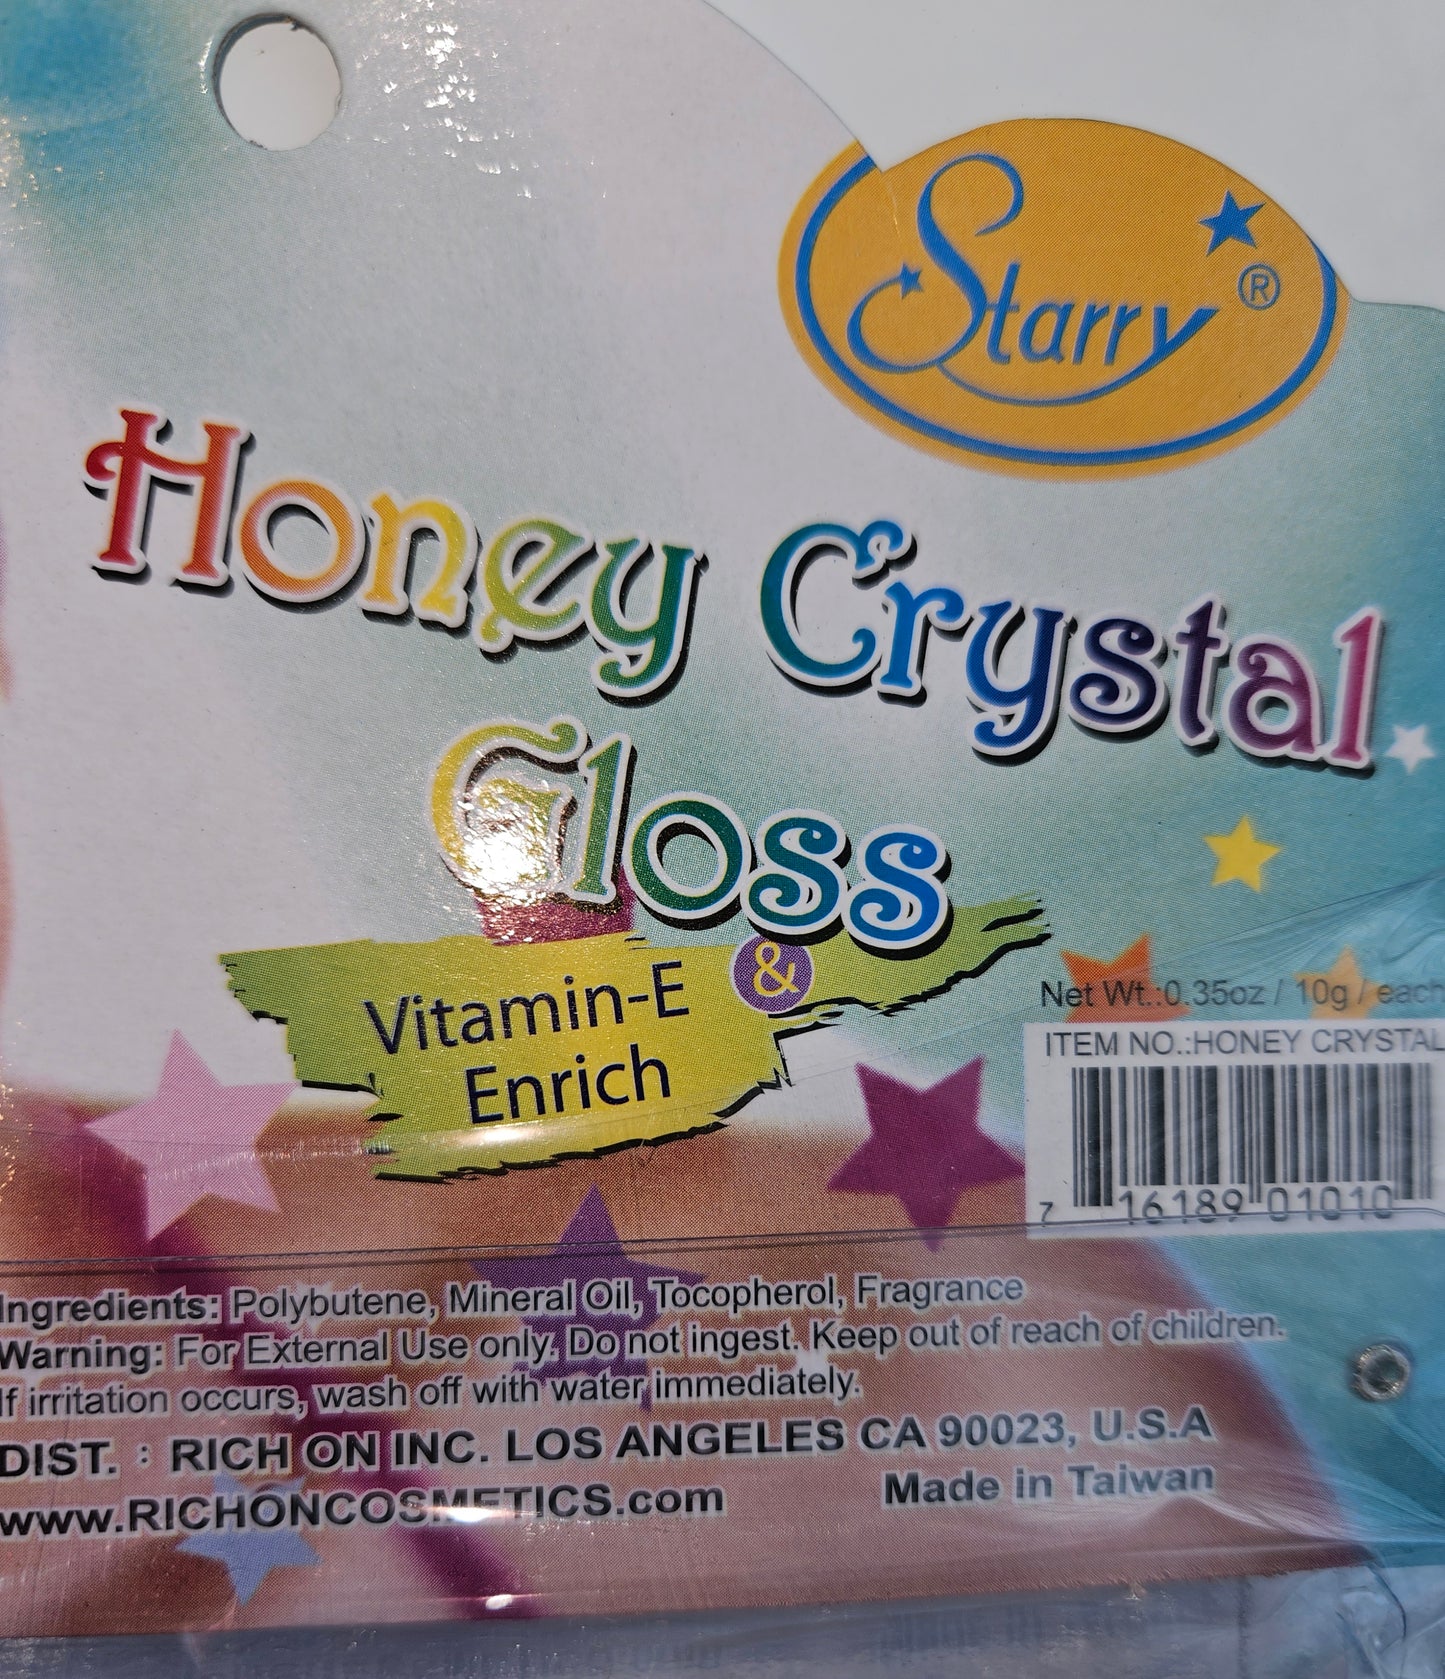 Starry ®
Honey Crystal
Gloss
&
Vitamin-E
Enrich
Net Wt.:0.35oz / 10g / each
ITEM NO.:HONEY CRYSTAL
7 16189 01010
Ingredients: Polybutene, Mineral Oil, Tocopherol, Fragrance
Warning: For External Use only. Do not ingest. Keep out of reach of children.
If irritation occurs, wash off with water immediately.
DIST. : RICH ON INC. LOS ANGELES CA 90023, U.S.A
www.RICHONCOSMETICS.com
Made in Taiwan